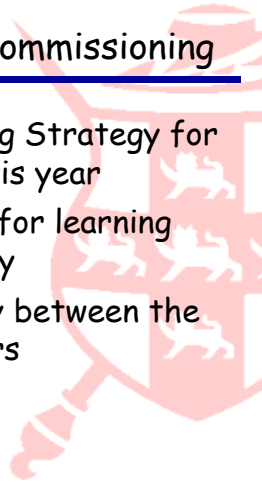 ommissioning
g Strategy for
is year
for learning
y
y between the
rs